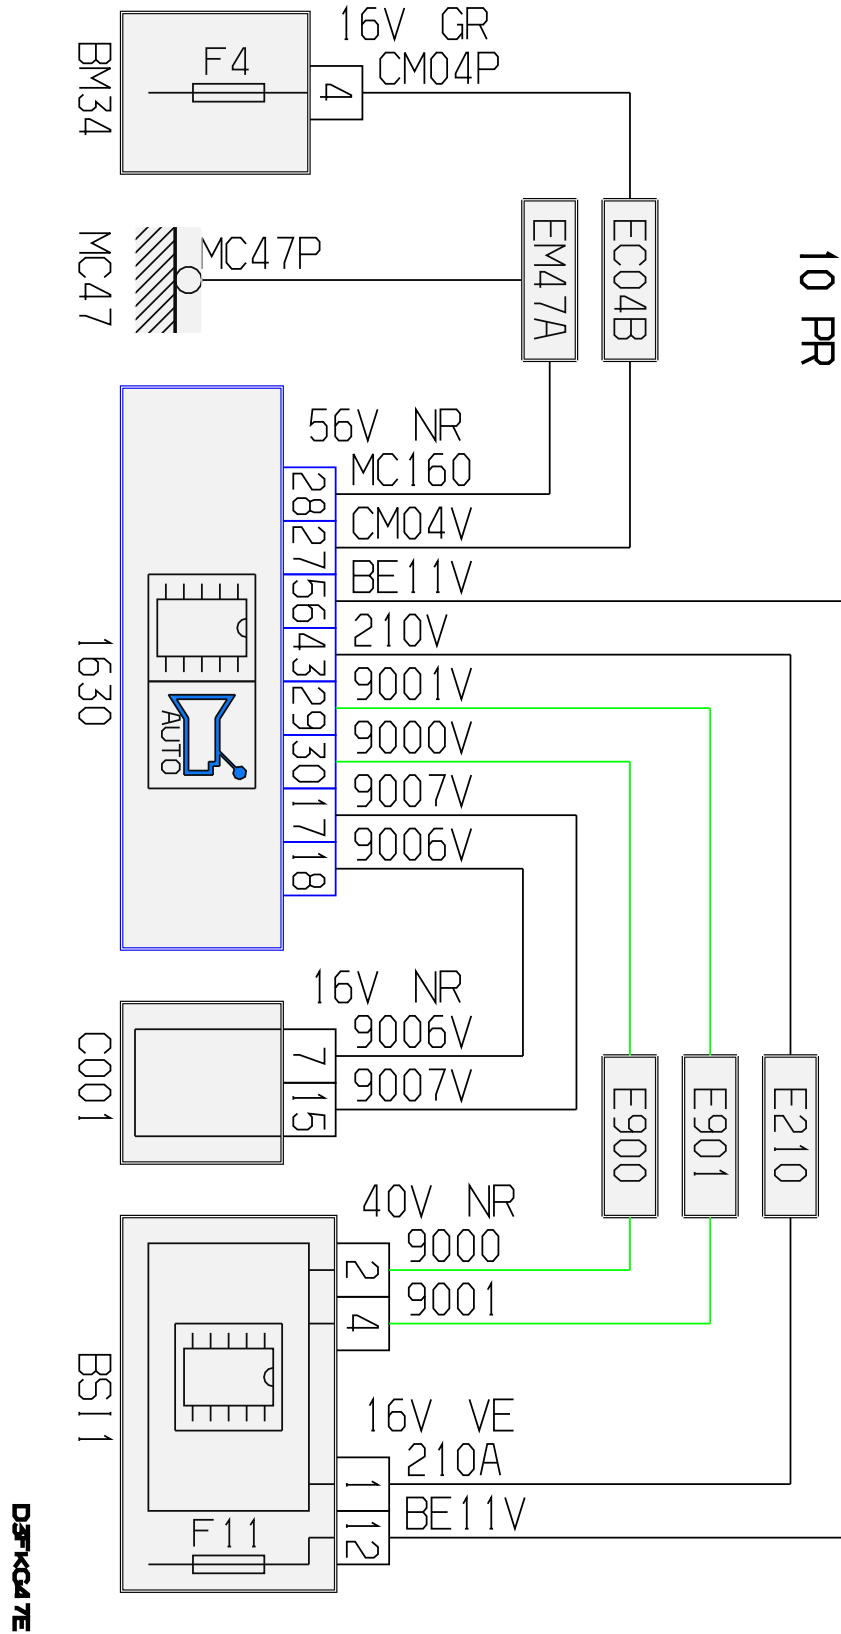 16V GR
CM04P
F4
4
BM34
MC47P
MC47
EM47A
EC04B
10 PR
56V NR
28 MC160
27 CM04V
56 BE11V
43 210V
29 9001V
30 9000V
17 9007V
18 9006V
1630
AUTO
16V NR
7 9006V
15 9007V
C001
E900
E901
E210
40V NR
2 9000
4 9001
BSI1
16V VE
1 210A
12 BE11V
F11
D3FKG47E